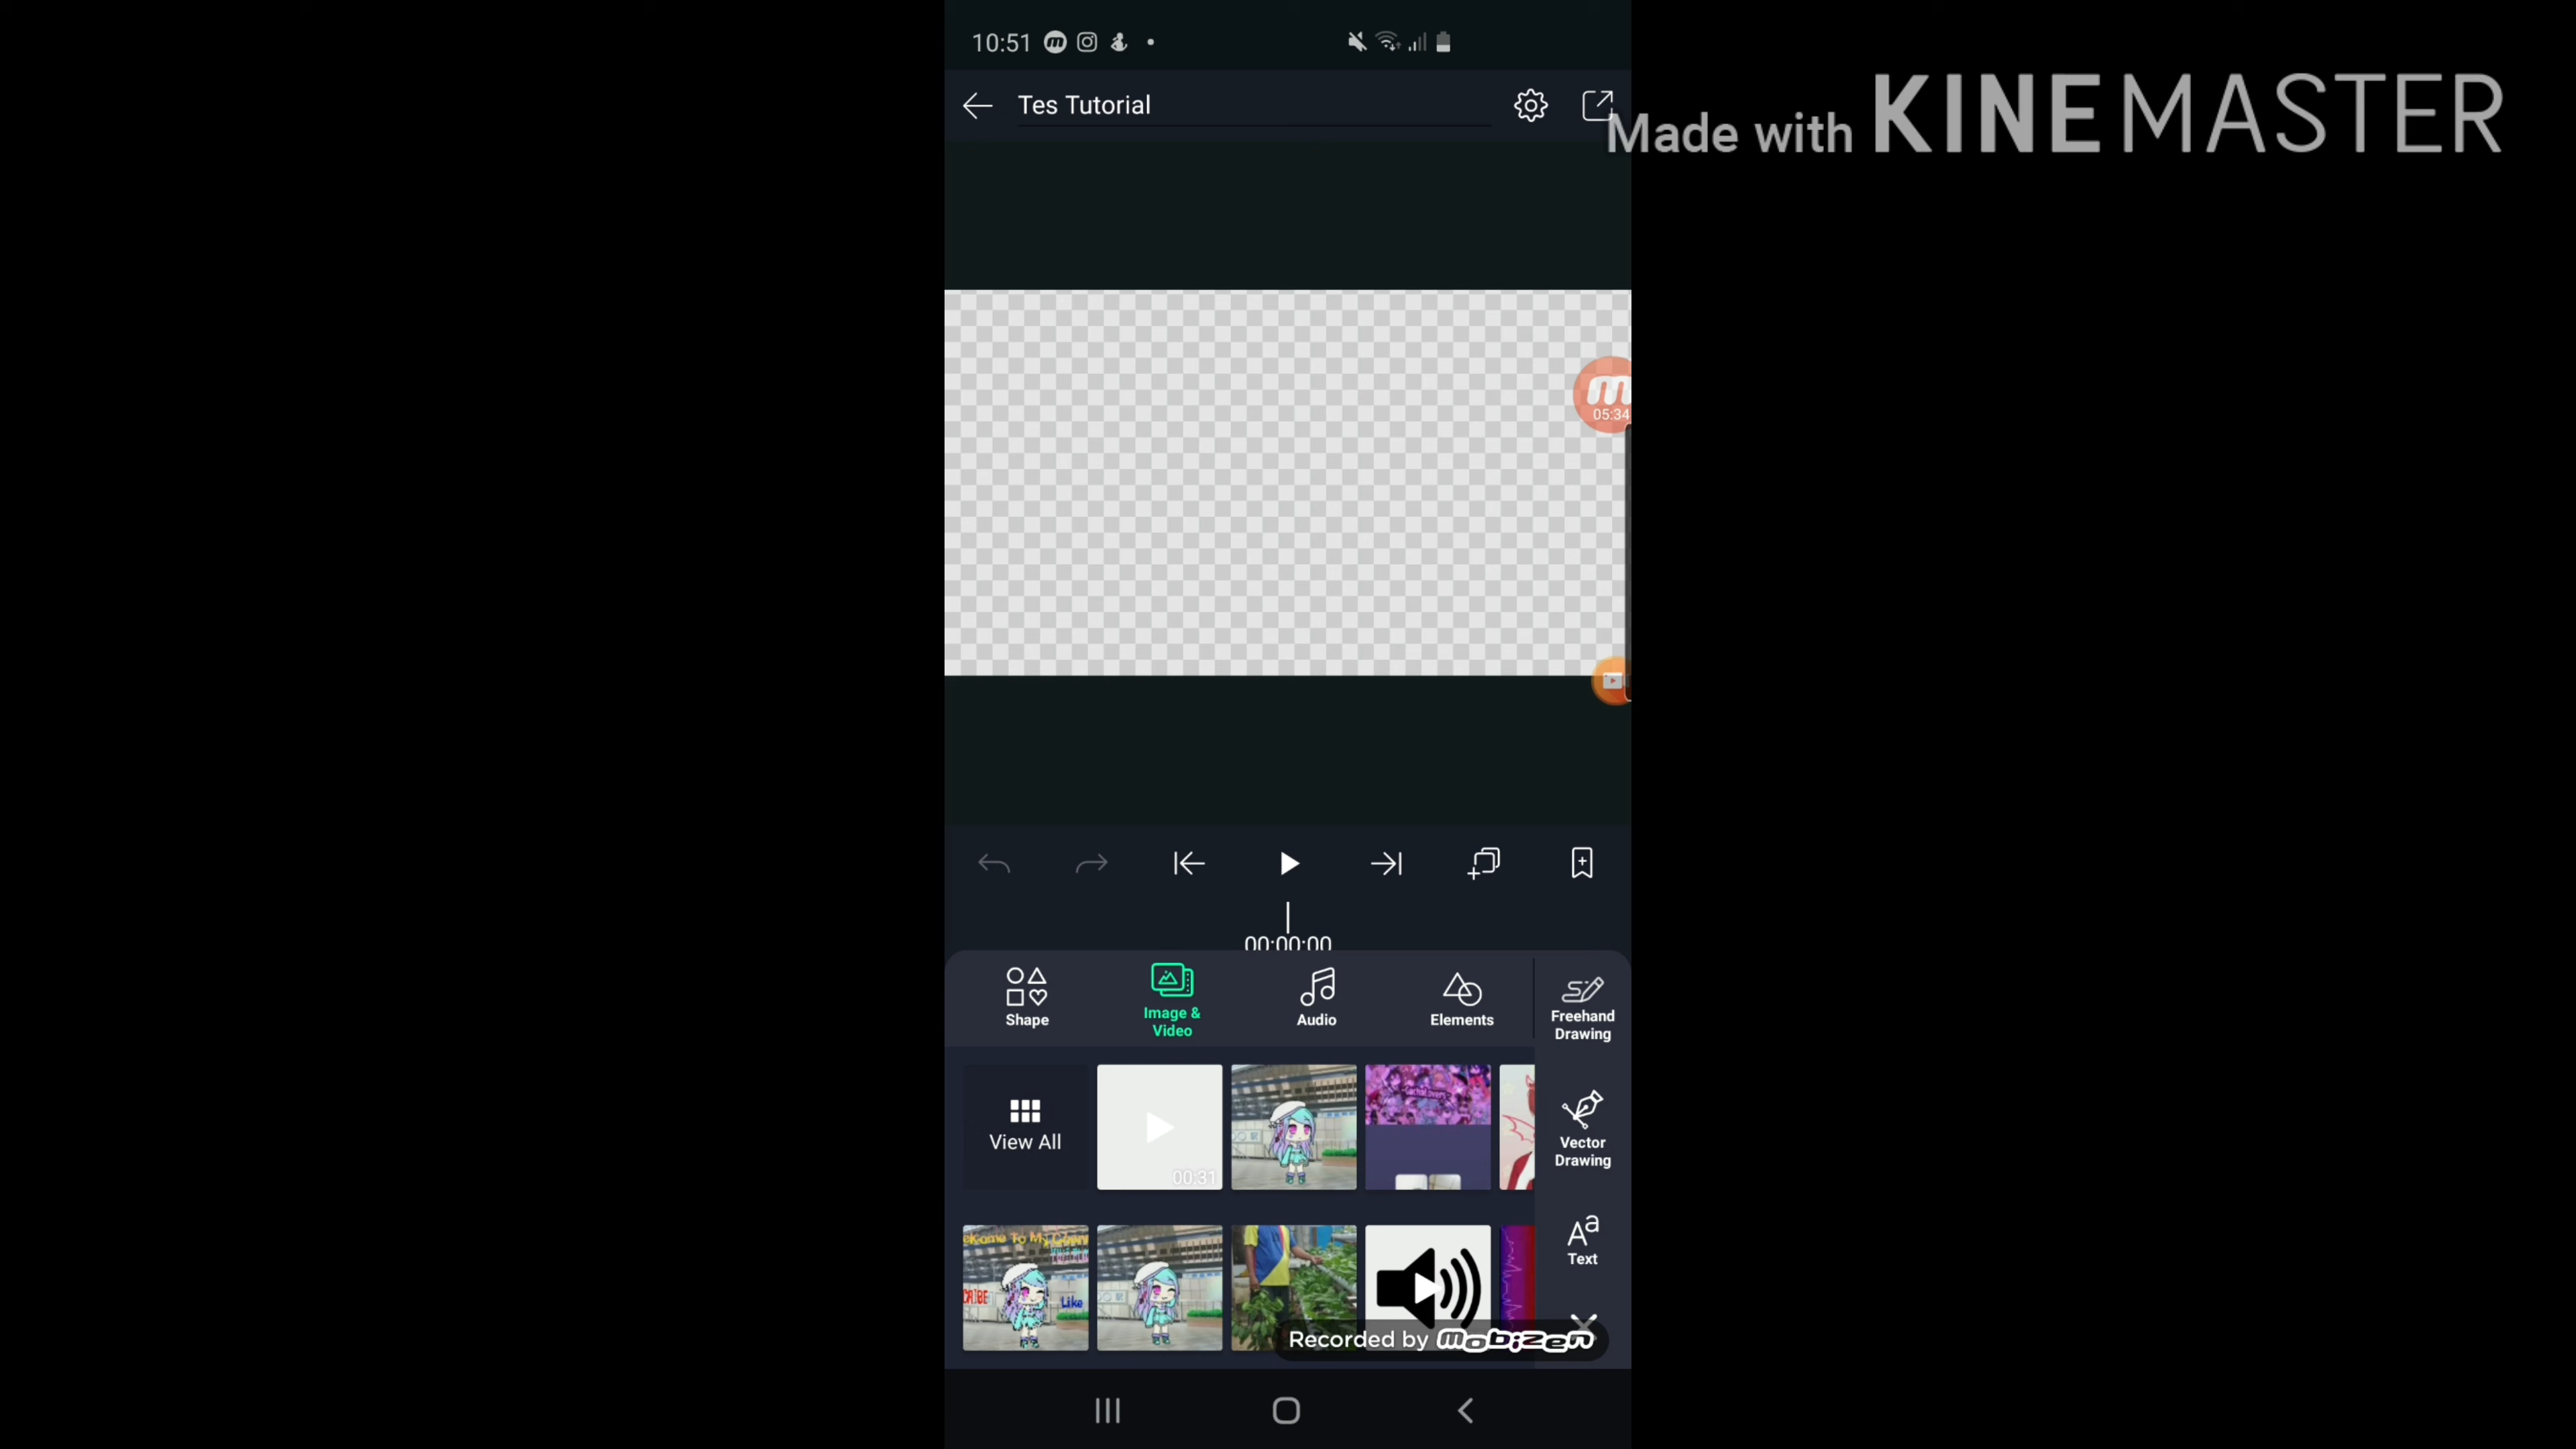 10:51
Tes Tutorial
Made with KINEMASTER
05:34
00:00:00
Shape
Image &
Video
Audio
Elements
Freehand
Drawing
View All
00:31
Vector
Drawing
Text
Like
Recorded by mobizen